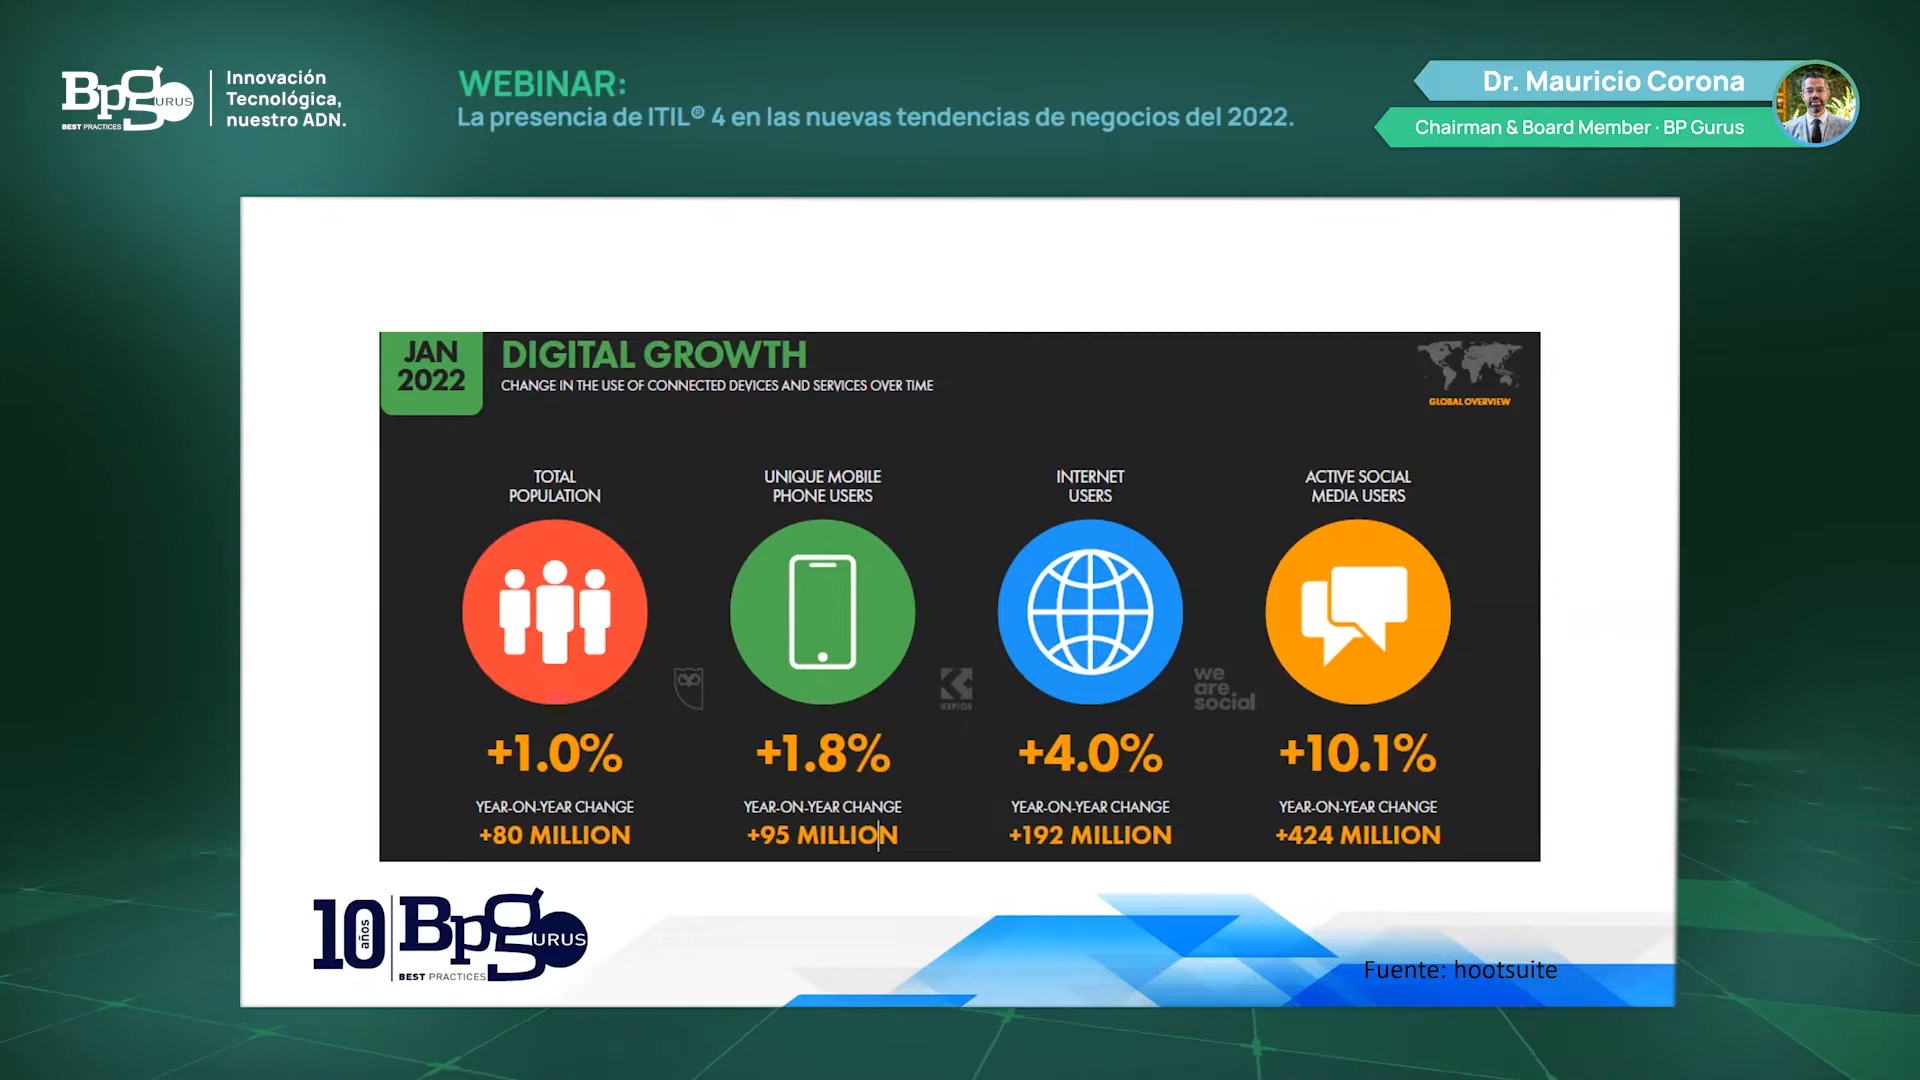 BpgURUS
BEST PRACTICES
Innovación
Tecnológica,
nuestro ADN.
WEBINAR:
La presencia de ITIL® 4 en las nuevas tendencias de negocios del 2022.
Dr. Mauricio Corona
Chairman & Board Member · BP Gurus
JAN
2022
DIGITAL GROWTH
CHANGE IN THE USE OF CONNECTED DEVICES AND SERVICES OVER TIME
GLOBAL OVERVIEW
TOTAL
POPULATION
UNIQUE MOBILE
PHONE USERS
INTERNET
USERS
ACTIVE SOCIAL
MEDIA USERS
KEPIOS
we
are
social
+1.0%
+1.8%
+4.0%
+10.1%
YEAR-ON-YEAR CHANGE
YEAR-ON-YEAR CHANGE
YEAR-ON-YEAR CHANGE
YEAR-ON-YEAR CHANGE
+80 MILLION
+95 MILLION
+192 MILLION
+424 MILLION
10 años
BpgURUS
BEST PRACTICES
Fuente: hootsuite